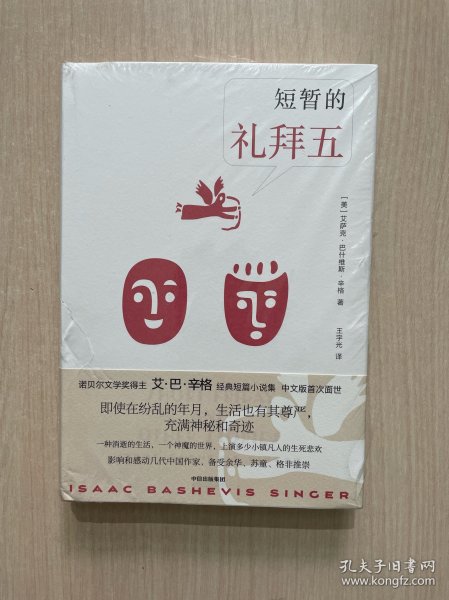 短暂的
礼拜五
[美] 艾萨克·巴什维斯·辛格 著
王宇光 译
诺贝尔文学奖得主 艾·巴·辛格 经典短篇小说集 中文版首次面世
即使在纷乱的年月，生活也有其尊严，
充满神秘和奇迹
一种消逝的生活，一个神魔的世界，上演多少小镇凡人的生死悲欢
影响和感动几代中国作家，备受余华、苏童、格非推崇
ISAAC BASHEVIS SINGER
中信出版集团
孔夫子旧书网
www.kongfz.com